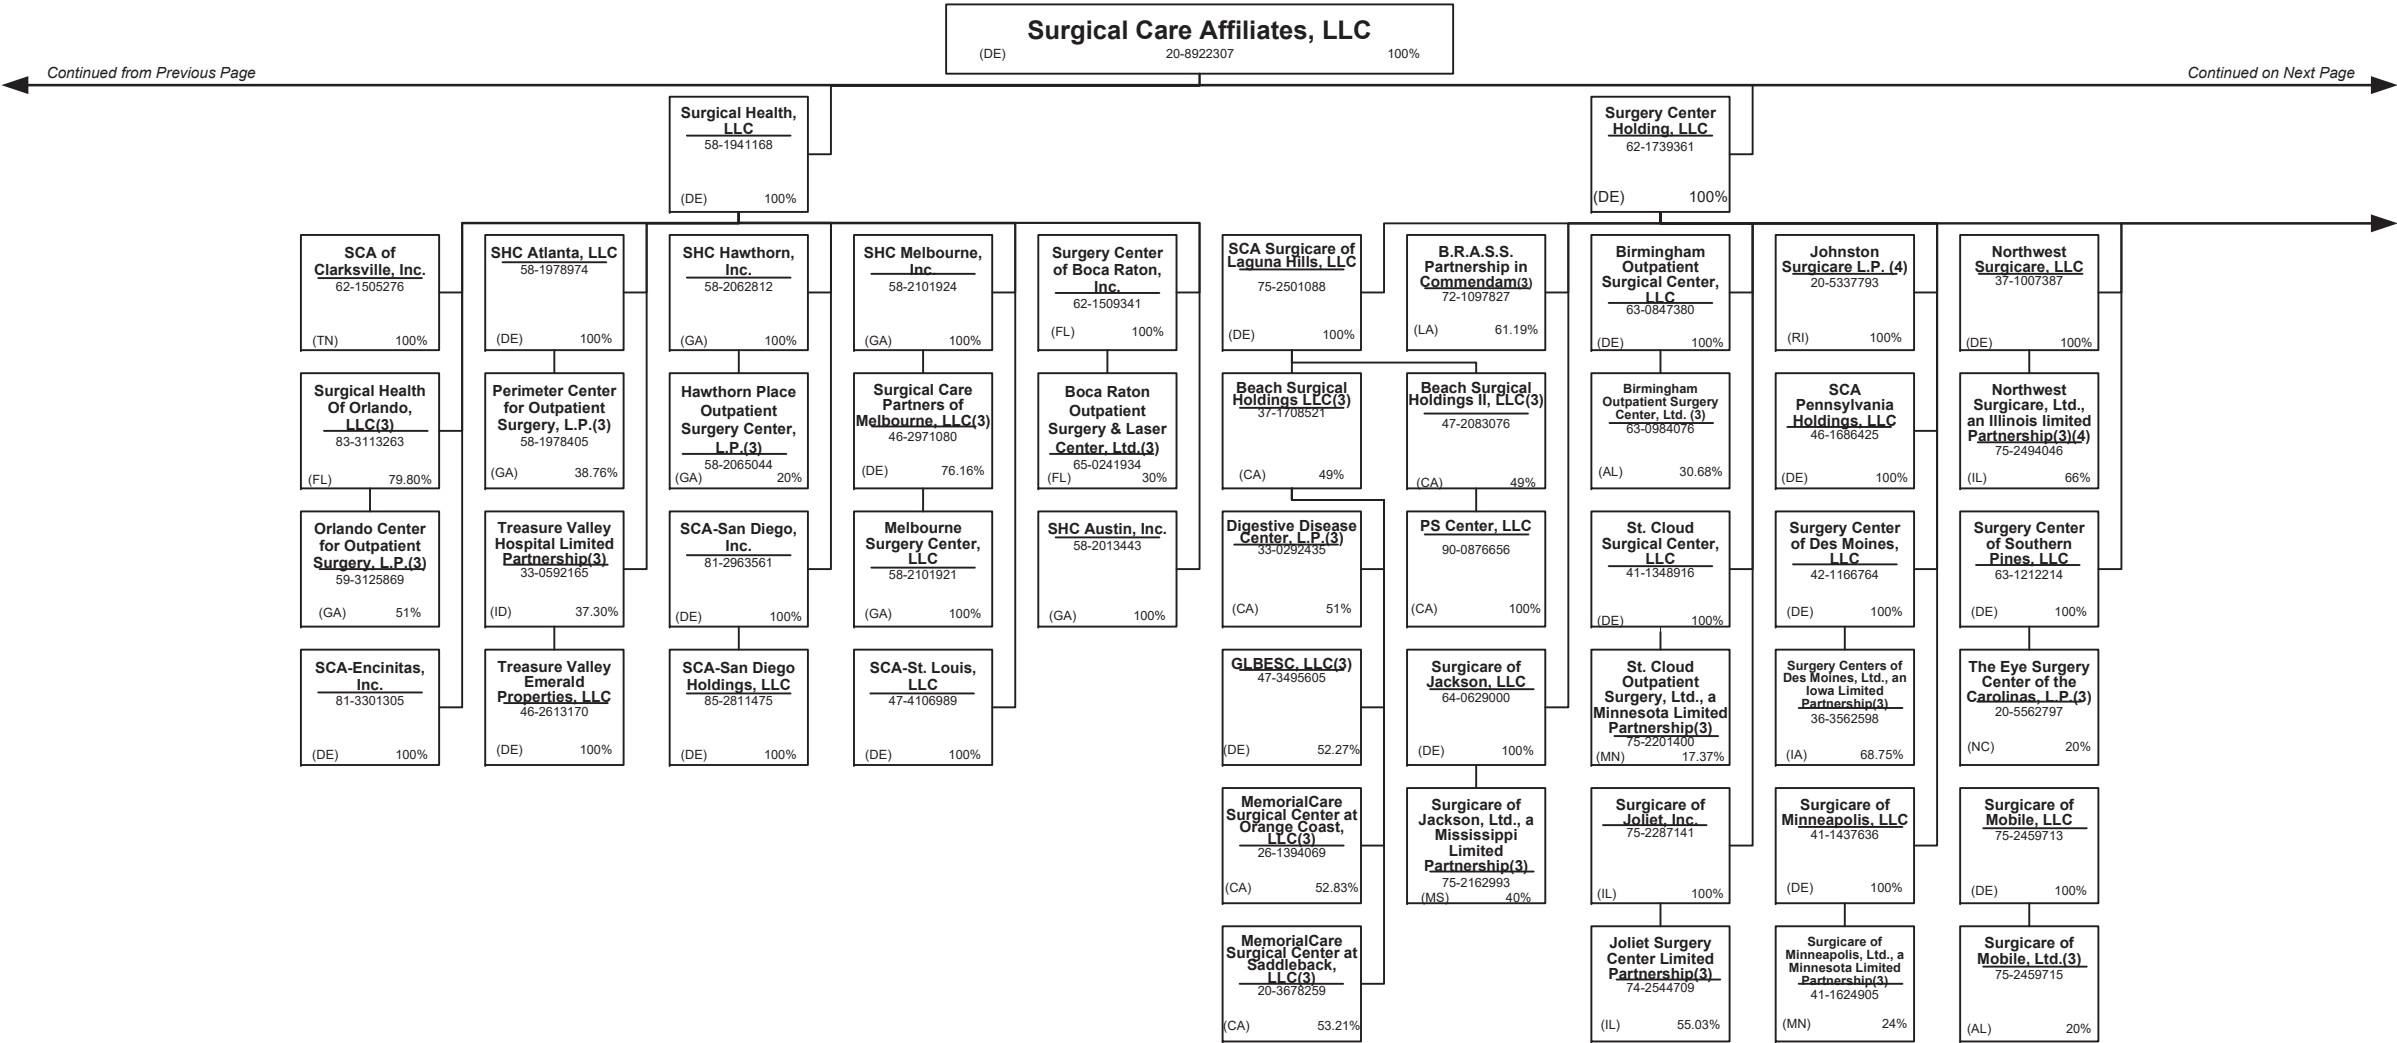 Surgical Care Affiliates, LLC
(DE) 20-8922307 100%
Continued from Previous Page
Continued on Next Page
Surgical Health,
LLC
58-1941168
(DE) 100%
Surgery Center
Holding, LLC
62-1739361
(DE) 100%
SCA of
Clarksville, Inc.
62-1505276
(TN) 100%
SHC Atlanta, LLC
58-1978974
(DE) 100%
SHC Hawthorn,
Inc.
58-2062812
(GA) 100%
SHC Melbourne,
Inc.
58-2101924
(GA) 100%
Surgery Center
of Boca Raton,
Inc.
62-1509341
(FL) 100%
SCA Surgicare of
Laguna Hills, LLC
75-2501088
(DE) 100%
B.R.A.S.S.
Partnership in
Commendam(3)
72-1097827
(LA) 61.19%
Birmingham
Outpatient
Surgical Center,
LLC
63-0847380
(DE) 100%
Johnston
Surgicare L.P. (4)
20-5337793
(RI) 100%
Northwest
Surgicare, LLC
37-1007387
(DE) 100%
Surgical Health
Of Orlando,
LLC(3)
83-3113263
(FL) 79.80%
Perimeter Center
for Outpatient
Surgery, L.P.(3)
58-1978405
(GA) 38.76%
Hawthorn Place
Outpatient
Surgery Center,
L.P.(3)
58-2065044
(GA) 20%
Surgical Care
Partners of
Melbourne, LLC(3)
46-2971080
(DE) 76.16%
Boca Raton
Outpatient
Surgery & Laser
Center, Ltd.(3)
65-0241934
(FL) 30%
Beach Surgical
Holdings LLC(3)
37-1708521
(CA) 49%
Beach Surgical
Holdings II, LLC(3)
47-2083076
(CA) 49%
Birmingham
Outpatient Surgery
Center, Ltd. (3)
63-0984076
(AL) 30.68%
SCA
Pennsylvania
Holdings, LLC
46-1686425
(DE) 100%
Northwest
Surgicare, Ltd.,
an Illinois limited
Partnership(3)(4)
75-2494046
(IL) 66%
Orlando Center
for Outpatient
Surgery, L.P.(3)
59-3125869
(GA) 51%
Treasure Valley
Hospital Limited
Partnership(3)
33-0592165
(ID) 37.30%
SCA-San Diego,
Inc.
81-2963561
(DE) 100%
Melbourne
Surgery Center,
LLC
58-2101921
(GA) 100%
SHC Austin, Inc.
58-2013443
(GA) 100%
Digestive Disease
Center, L.P.(3)
33-0292435
(CA) 51%
PS Center, LLC
90-0876656
(CA) 100%
St. Cloud
Surgical Center,
LLC
41-1348916
(DE) 100%
Surgery Center
of Des Moines,
LLC
42-1166764
(DE) 100%
Surgery Center
of Southern
Pines, LLC
63-1212214
(DE) 100%
SCA-Encinitas,
Inc.
81-3301305
(DE) 100%
Treasure Valley
Emerald
Properties, LLC
46-2613170
(DE) 100%
SCA-San Diego
Holdings, LLC
85-2811475
(DE) 100%
SCA-St. Louis,
LLC
47-4106989
(DE) 100%
GLBESC, LLC(3)
47-3495605
(DE) 52.27%
Surgicare of
Jackson, LLC
64-0629000
(DE) 100%
St. Cloud
Outpatient
Surgery, Ltd., a
Minnesota Limited
Partnership(3)
75-2201400
(MN) 17.37%
Surgery Centers of
Des Moines, Ltd., an
Iowa Limited
Partnership(3)
36-3562598
(IA) 68.75%
The Eye Surgery
Center of the
Carolinas, L.P.(3)
20-5562797
(NC) 20%
MemorialCare
Surgical Center at
Orange Coast,
LLC(3)
26-1394069
(CA) 52.83%
Surgicare of
Jackson, Ltd., a
Mississippi
Limited
Partnership(3)
75-2162993
(MS) 40%
Surgicare of
Joliet, Inc.
75-2287141
(IL) 100%
Surgicare of
Minneapolis, LLC
41-1437636
(DE) 100%
Surgicare of
Mobile, LLC
75-2459713
(DE) 100%
MemorialCare
Surgical Center at
Saddleback,
LLC(3)
20-3678259
(CA) 53.21%
Joliet Surgery
Center Limited
Partnership(3)
74-2544709
(IL) 55.03%
Surgicare of
Minneapolis, Ltd., a
Minnesota Limited
Partnership(3)
41-1624905
(MN) 24%
Surgicare of
Mobile, Ltd.(3)
75-2459715
(AL) 20%